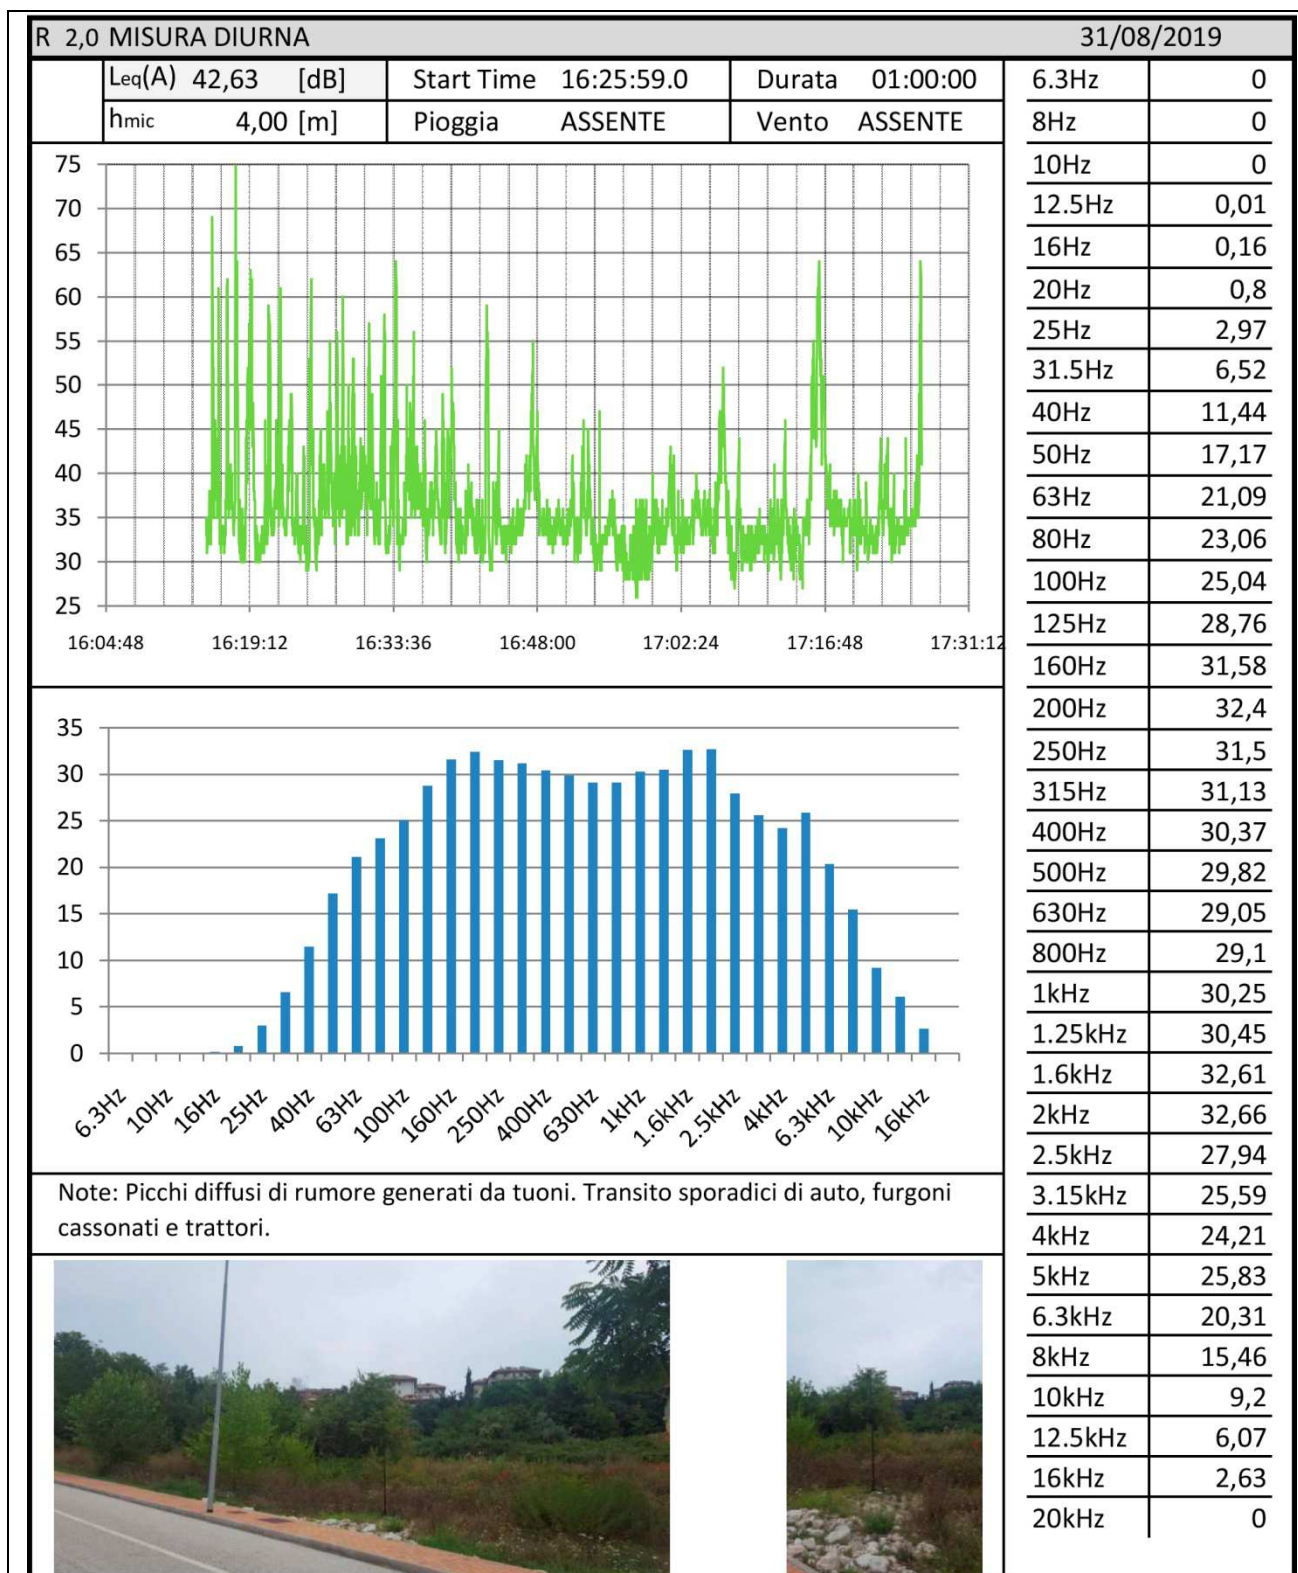 R 2,0 MISURA DIURNA 31/08/2019
Leq(A) 42,63 [dB] Start Time 16:25:59.0 Durata 01:00:00
hmic 4,00 [m] Pioggia ASSENTE Vento ASSENTE
75
70
65
60
55
50
45
40
35
30
25
16:04:48 16:19:12 16:33:36 16:48:00 17:02:24 17:16:48 17:31:12
35
30
25
20
15
10
5
0
6.3Hz 10Hz 16Hz 25Hz 40Hz 63Hz 100Hz 160Hz 250Hz 400Hz 630Hz 1kHz 1.6kHz 2.5kHz 4kHz 6.3kHz 10kHz 16kHz
Note: Picchi diffusi di rumore generati da tuoni. Transito sporadici di auto, furgoni
cassonati e trattori.
6.3Hz 0
8Hz 0
10Hz 0
12.5Hz 0,01
16Hz 0,16
20Hz 0,8
25Hz 2,97
31.5Hz 6,52
40Hz 11,44
50Hz 17,17
63Hz 21,09
80Hz 23,06
100Hz 25,04
125Hz 28,76
160Hz 31,58
200Hz 32,4
250Hz 31,5
315Hz 31,13
400Hz 30,37
500Hz 29,82
630Hz 29,05
800Hz 29,1
1kHz 30,25
1.25kHz 30,45
1.6kHz 32,61
2kHz 32,66
2.5kHz 27,94
3.15kHz 25,59
4kHz 24,21
5kHz 25,83
6.3kHz 20,31
8kHz 15,46
10kHz 9,2
12.5kHz 6,07
16kHz 2,63
20kHz 0